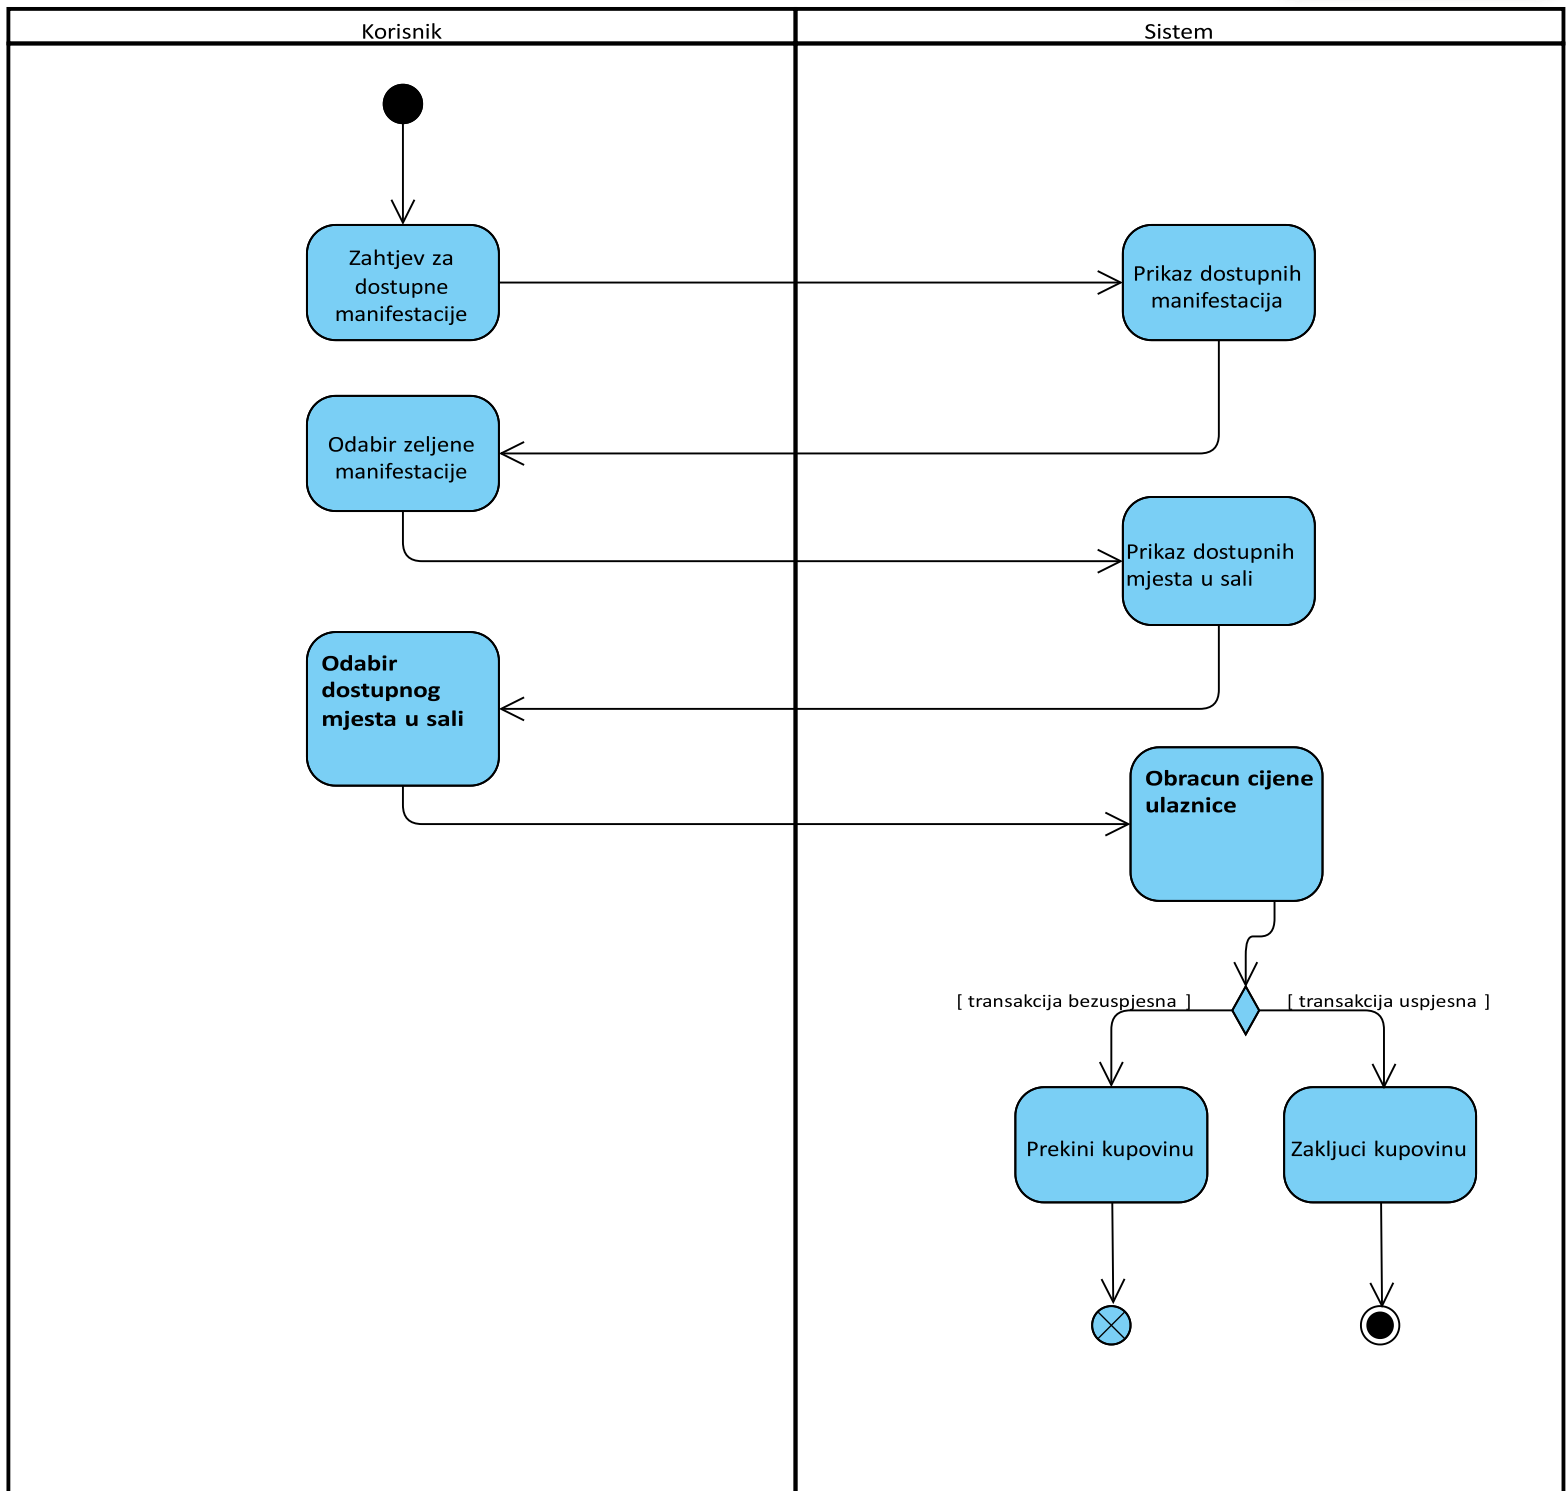 Korisnik
Sistem
Zahtjev za
dostupne
manifestacije
Prikaz dostupnih
manifestacija
Odabir zeljene
manifestacije
Prikaz dostupnih
mjesta u sali
Odabir
dostupnog
mjesta u sali
Obracun cijene
ulaznice
[ transakcija bezuspjesna ]
[ transakcija uspjesna ]
Prekini kupovinu
Zakljuci kupovinu